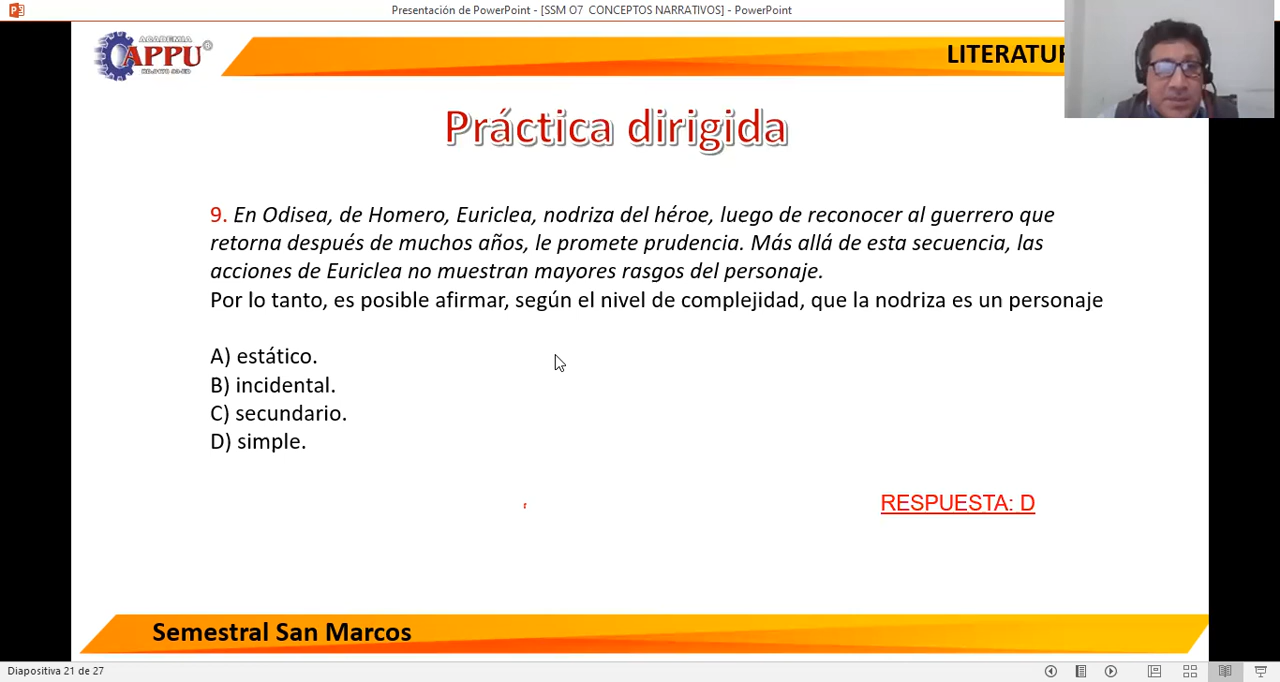 Presentación de PowerPoint - [SSM O7 CONCEPTOS NARRATIVOS] - PowerPoint
ACADEMIA
APPU
LITERATUR
Práctica dirigida
9. En Odisea, de Homero, Euriclea, nodriza del héroe, luego de reconocer al guerrero que
retorna después de muchos años, le promete prudencia. Más allá de esta secuencia, las
acciones de Euriclea no muestran mayores rasgos del personaje.
Por lo tanto, es posible afirmar, según el nivel de complejidad, que la nodriza es un personaje
A) estático.
B) incidental.
C) secundario.
D) simple.
RESPUESTA: D
Semestral San Marcos
Diapositiva 21 de 27